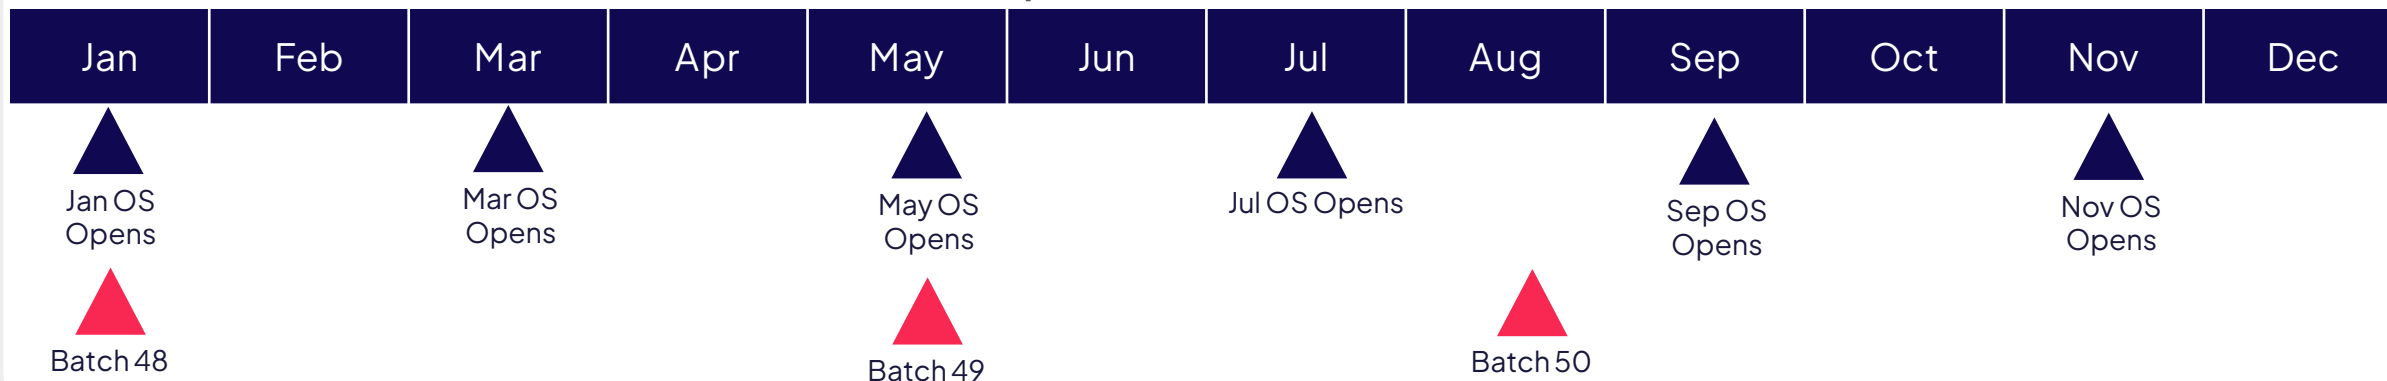 Jan Feb Mar Apr May Jun Jul Aug Sep Oct Nov Dec
Jan OS
Opens
Mar OS
Opens
May OS
Opens
Jul OS Opens
Sep OS
Opens
Nov OS
Opens
Batch 48
Batch 49
Batch 50